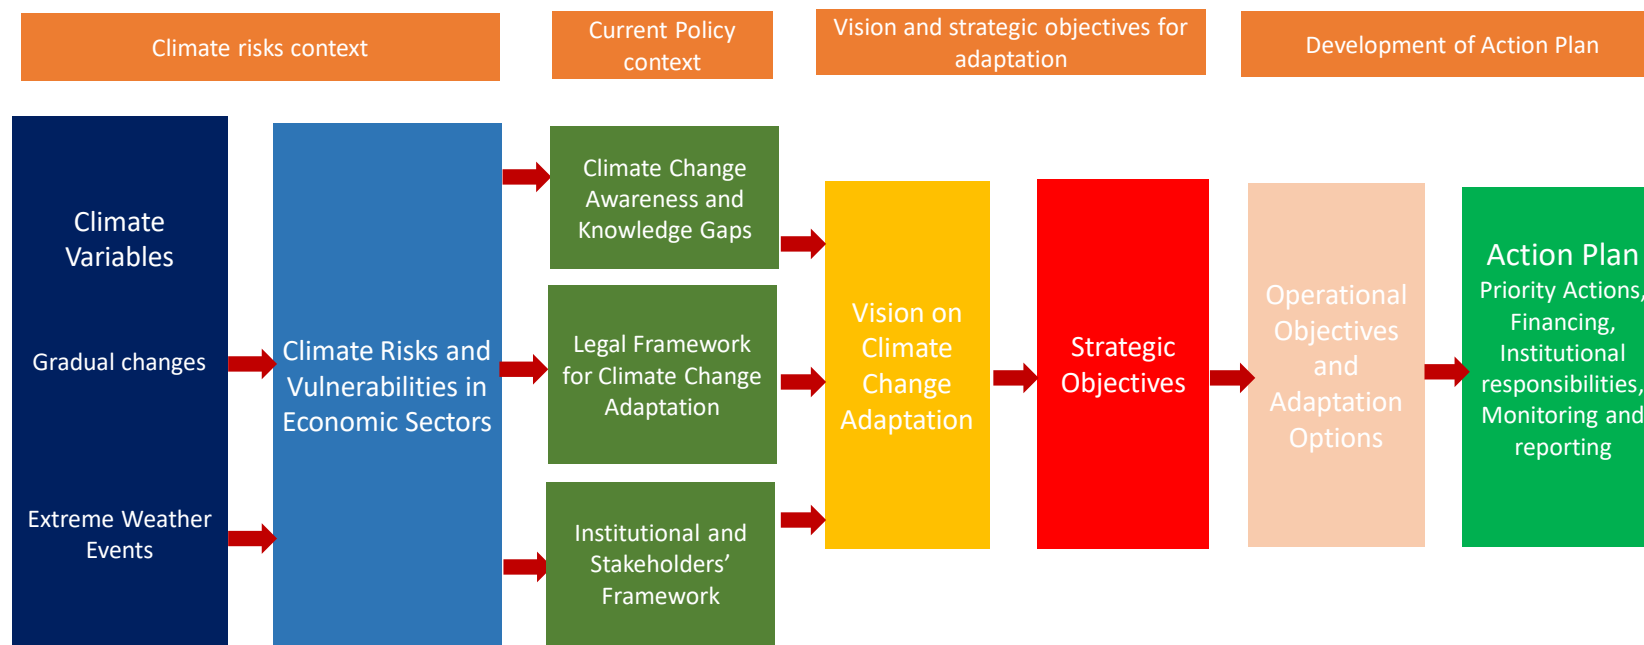 Climate risks context
Current Policy
context
Vision and strategic objectives for
adaptation
Development of Action Plan
Climate
Variables
Gradual changes
Extreme Weather
Events
Climate Risks and
Vulnerabilities in
Economic Sectors
Climate Change
Awareness and
Knowledge Gaps
Legal Framework
for Climate Change
Adaptation
Institutional and
Stakeholders’
Framework
Vision on
Climate
Change
Adaptation
Strategic
Objectives
Operational
Objectives
and
Adaptation
Options
Action Plan
Priority Actions,
Financing,
Institutional
responsibilities,
Monitoring and
reporting